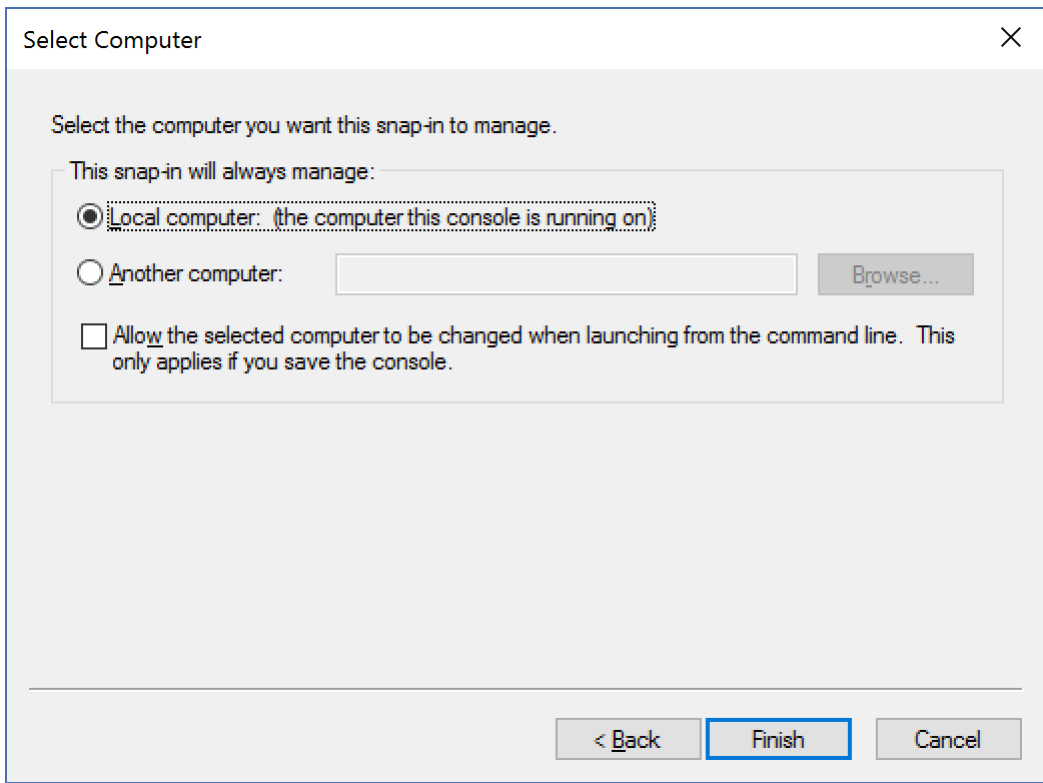 Select Computer
Select the computer you want this snap-in to manage.
This snap-in will always manage:
Local computer:  (the computer this console is running on)
Another computer:
Browse...
Allow the selected computer to be changed when launching from the command line.  This
only applies if you save the console.
< Back
Finish
Cancel